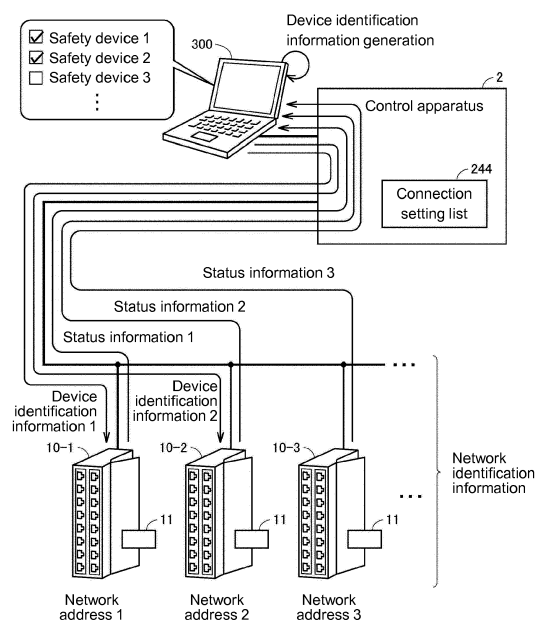 Device identification
information generation
Safety device 1
Safety device 2
Safety device 3
300
2
Control apparatus
244
Connection
setting list
Status information 3
Status information 2
Status information 1
Device
identification
information 1
Device
identification
information 2
10-1
10-2
10-3
11
11
11
Network
identification
information
Network
address 1
Network
address 2
Network
address 3